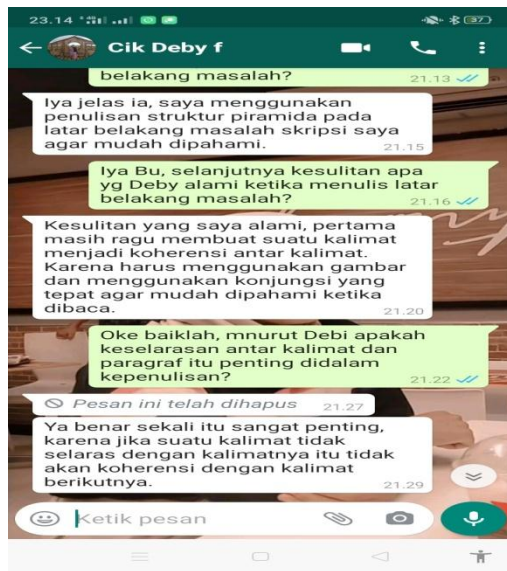 23.14
37
Cik Deby f
belakang masalah?
21.13
Iya jelas ia, saya menggunakan
penulisan struktur piramida pada
latar belakang masalah skripsi saya
agar mudah dipahami.
21.15
Iya Bu, selanjutnya kesulitan apa
yg Deby alami ketika menulis latar
belakang masalah?
21.16
Kesulitan yang saya alami, pertama
masih ragu membuat suatu kalimat
menjadi koherensi antar kalimat.
Karena harus menggunakan gambar
dan menggunakan konjungsi yang
tepat agar mudah dipahami ketika
dibaca.
21.20
Oke baiklah, mnurut Debi apakah
keselarasan antar kalimat dan
paragraf itu penting didalam
kepenulisan?
21.22
Pesan ini telah dihapus 21.27
Ya benar sekali itu sangat penting,
karena jika suatu kalimat tidak
selaras dengan kalimatnya itu tidak
akan koherensi dengan kalimat
berikutnya.
21.29
Ketik pesan